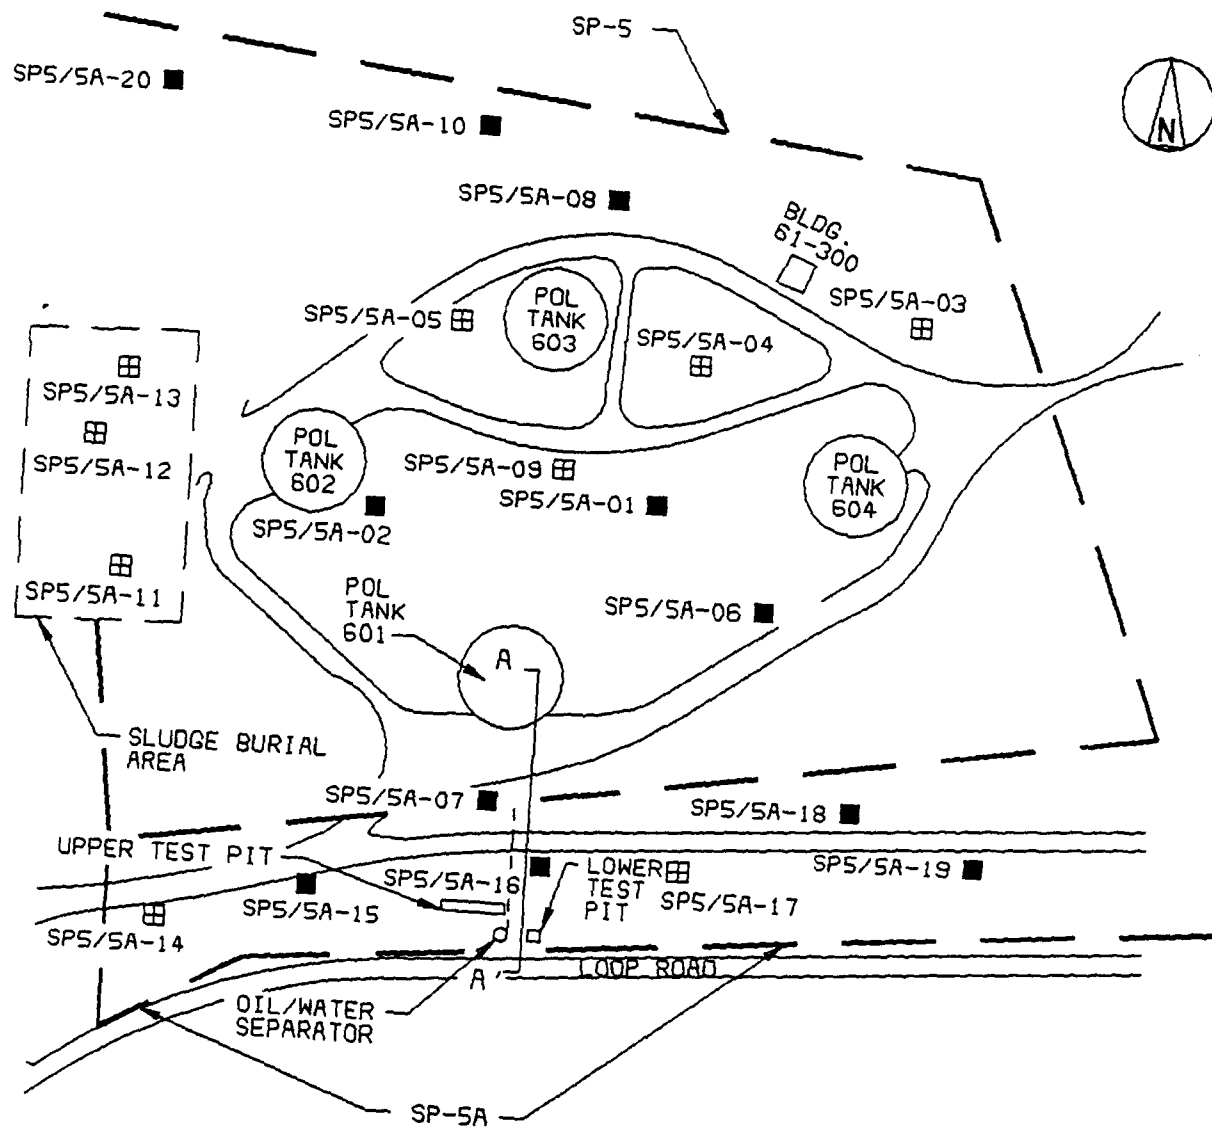 SP-5
SP5/5A-20
SP5/5A-10
N
SP5/5A-08
BLDG.
61-300
SP5/5A-03
SP5/5A-05
POL
TANK
603
SP5/5A-04
SP5/5A-13
SP5/5A-12
POL
TANK
602
SP5/5A-09
SP5/5A-01
POL
TANK
604
SP5/5A-02
SP5/5A-11
POL
TANK
601
SP5/5A-06
A
SLUDGE BURIAL
AREA
SP5/5A-07
SP5/5A-18
UPPER TEST PIT
SP5/5A-16
LOWER
TEST
PIT
SP5/5A-19
SP5/5A-15
SP5/5A-17
SP5/5A-14
A'
LOOP ROAD
OIL/WATER
SEPARATOR
SP-5A